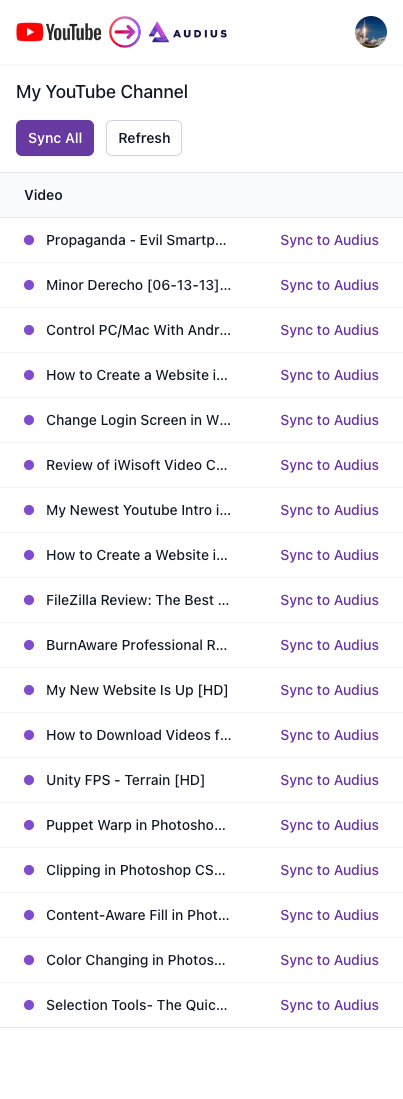 YouTube AUDIUS
My YouTube Channel
Sync All Refresh
Video
Propaganda - Evil Smartp... Sync to Audius
Minor Derecho [06-13-13]... Sync to Audius
Control PC/Mac With Andr... Sync to Audius
How to Create a Website i... Sync to Audius
Change Login Screen in W... Sync to Audius
Review of iWisoft Video C... Sync to Audius
My Newest Youtube Intro i... Sync to Audius
How to Create a Website i... Sync to Audius
FileZilla Review: The Best ... Sync to Audius
BurnAware Professional R... Sync to Audius
My New Website Is Up [HD] Sync to Audius
How to Download Videos f... Sync to Audius
Unity FPS - Terrain [HD] Sync to Audius
Puppet Warp in Photosho... Sync to Audius
Clipping in Photoshop CS... Sync to Audius
Content-Aware Fill in Phot... Sync to Audius
Color Changing in Photos... Sync to Audius
Selection Tools- The Quic... Sync to Audius